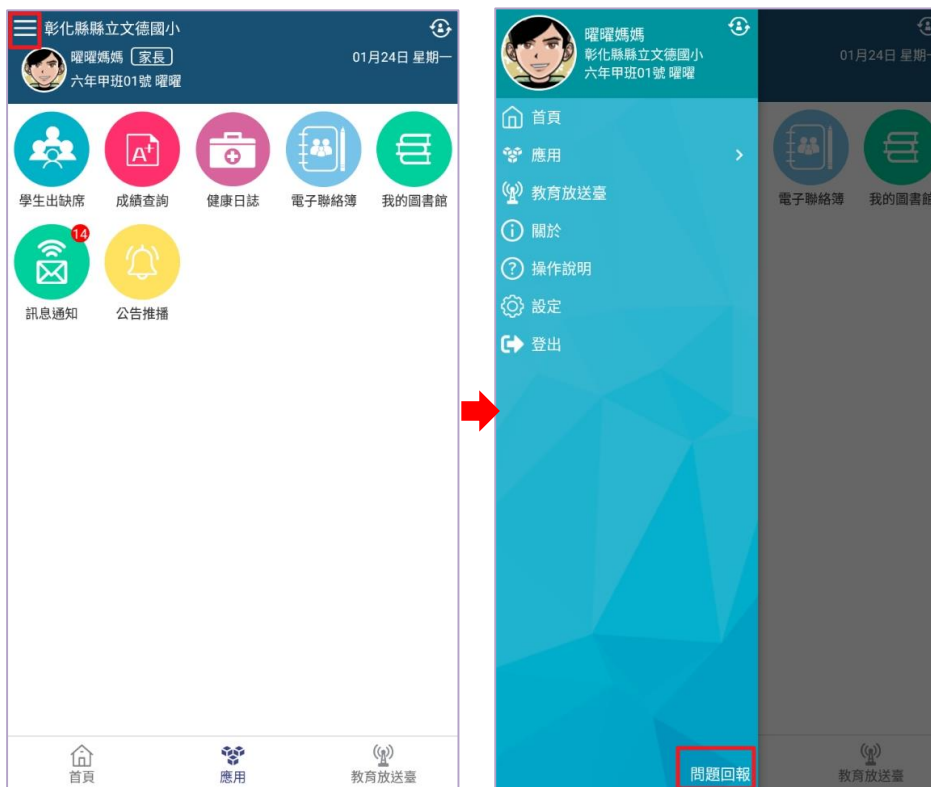 彰化縣縣立文德國小
曜曜媽媽 家長
01月24日 星期一
六年甲班01號 曜曜
A+
學生出缺席
成績查詢
健康日誌
電子聯絡簿
我的圖書館
14
訊息通知
公告推播
首頁
應用
教育放送臺
曜曜媽媽
彰化縣縣立文德國小
六年甲班01號 曜曜
首頁
應用
教育放送臺
關於
操作說明
設定
登出
問題回報
01月24日 星期
電子聯絡簿
我的圖書館
教育放送臺